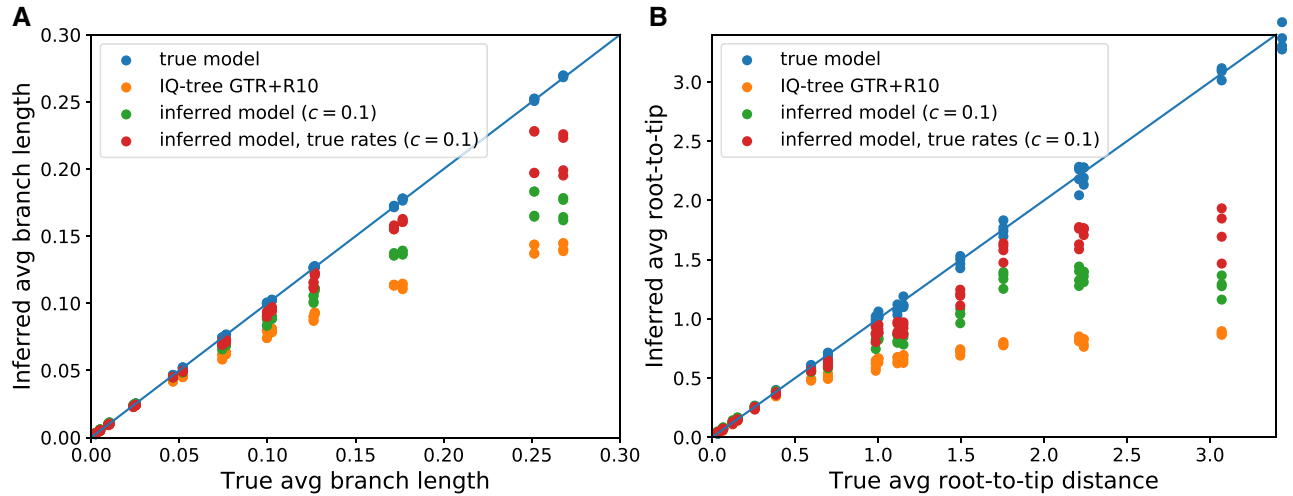 A
0.30
0.25
0.20
0.15
0.10
0.05
0.00
Inferred avg branch length
true model
IQ-tree GTR+R10
inferred model (c = 0.1)
inferred model, true rates (c = 0.1)
0.00 0.05 0.10 0.15 0.20 0.25 0.30
True avg branch length
B
3.0
2.5
2.0
1.5
1.0
0.5
0.0
Inferred avg root-to-tip
true model
IQ-tree GTR+R10
inferred model (c = 0.1)
inferred model, true rates (c = 0.1)
0.0 0.5 1.0 1.5 2.0 2.5 3.0
True avg root-to-tip distance